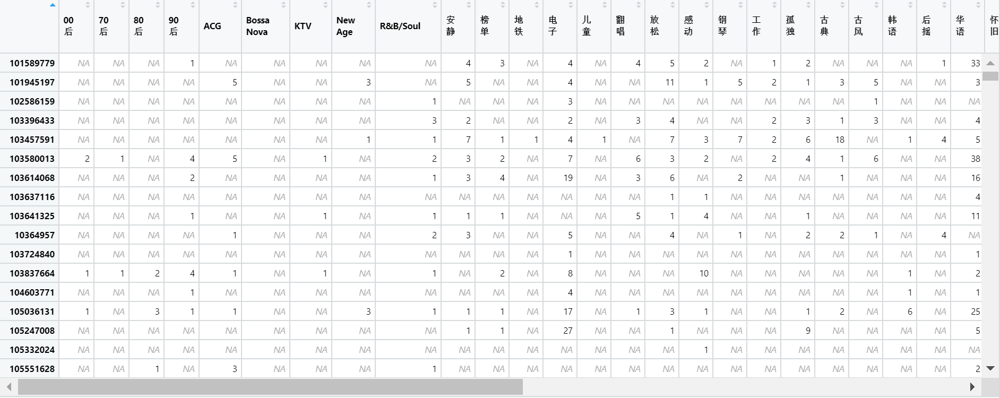 00后 70后 80后 90后 ACG Bossa Nova KTV New Age R&B/Soul 安静 榜单 地铁 电子 儿童 翻唱 放松 感动 钢琴 工作 孤独 古典 古风 韩语 后摇 华语 怀旧
101589779 NA NA NA 1 NA NA NA NA NA 4 3 NA 4 NA 4 5 2 NA 1 2 NA NA NA 1 33
101945197 NA NA NA NA 5 NA NA 3 NA 5 NA NA 4 NA NA 11 1 5 2 1 3 5 NA NA 3
102586159 NA NA NA NA NA NA NA NA 1 NA NA NA 3 NA NA NA NA NA NA NA NA 1 NA NA NA
103396433 NA NA NA NA NA NA NA NA 3 2 NA NA 2 NA 3 4 NA NA 2 3 1 3 NA NA 4
103457591 NA NA NA NA NA NA NA 1 1 7 1 1 4 1 NA 7 3 7 2 6 18 NA 1 4 5
103580013 2 1 NA 4 5 NA 1 NA 2 3 2 NA 7 NA 6 3 2 NA 2 4 1 6 NA NA 38
103614068 NA NA NA 2 NA NA NA NA 1 3 4 NA 19 NA 3 6 NA 2 NA NA 1 NA NA NA 16
103637116 NA NA NA NA NA NA NA NA NA NA NA NA NA NA NA 1 1 NA NA NA NA NA NA NA 4
103641325 NA NA NA 1 NA NA 1 NA 1 1 1 NA NA NA 5 1 4 NA NA 1 NA NA NA NA 11
10364957 NA NA NA NA 1 NA NA NA 2 3 NA NA 5 NA NA 4 NA 1 NA 2 2 1 NA 4 NA
103724840 NA NA NA NA NA NA NA NA NA NA NA NA 1 NA NA NA NA NA NA NA NA NA NA NA 1
103837664 1 1 2 4 1 NA 1 NA 1 NA 2 NA 8 NA NA NA 10 NA NA NA NA NA 1 NA 2
104603771 NA NA NA 1 NA NA NA NA NA NA NA NA 4 NA NA NA NA NA NA NA NA NA 1 NA 1
105036131 1 NA 3 1 1 NA NA 3 1 1 1 NA 17 NA 1 3 1 NA NA 1 2 NA 6 NA 25
105247008 NA NA NA NA NA NA NA NA NA 1 1 NA 27 NA NA 1 NA NA NA 9 NA NA NA NA 5
105332024 NA NA NA NA NA NA NA NA NA NA NA NA NA NA NA NA 1 NA NA NA NA NA NA NA NA
105551628 NA NA 1 NA 3 NA NA NA 1 NA NA NA NA NA NA NA NA NA NA NA NA NA NA NA 2